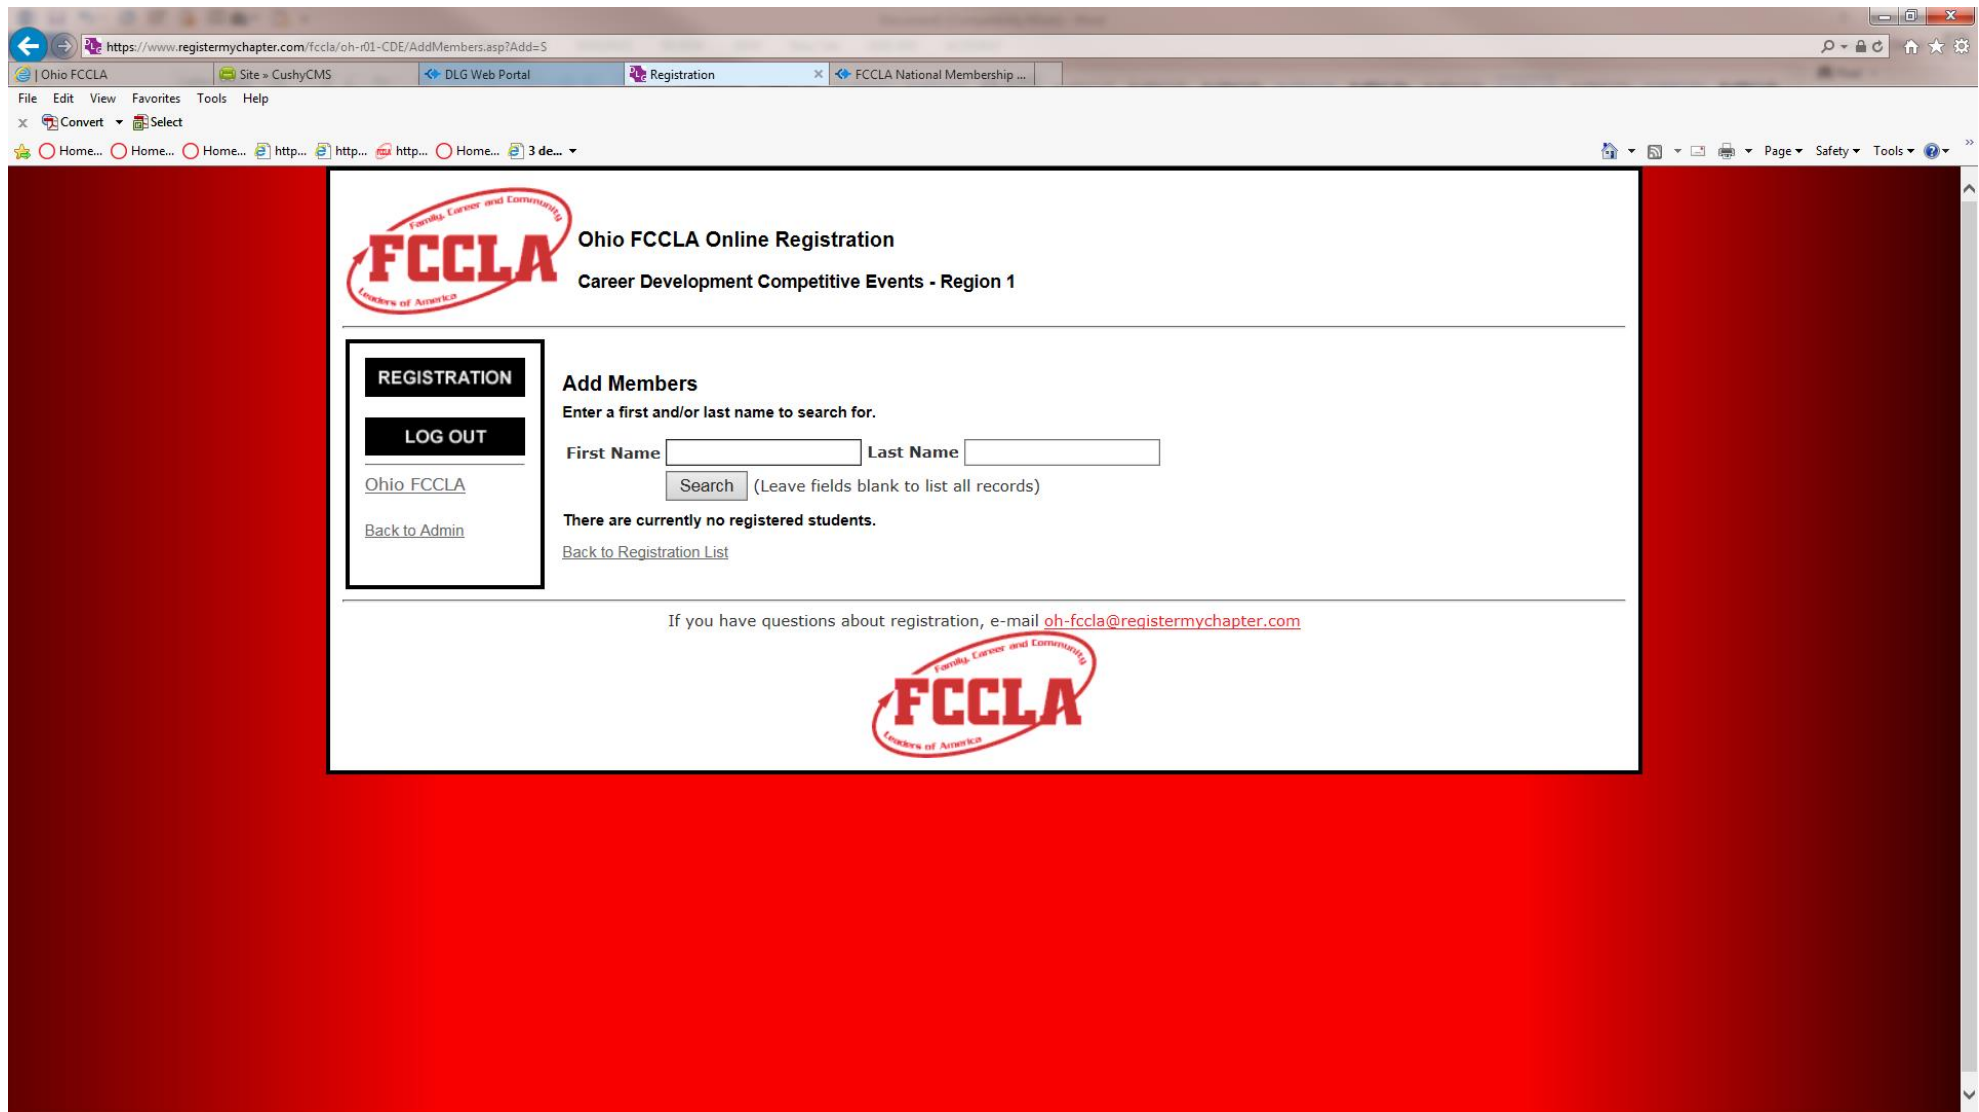 https://www.registermychapter.com/fccla/oh-r01-CDE/AddMembers.asp?Add=S
| Ohio FCCLA
Site » CushyCMS
DLG Web Portal
Registration
FCCLA National Membership ...
File Edit View Favorites Tools Help
x Convert Select
Home... Home... Home... http... http... http... Home... 3 de...
Page Safety Tools
Family, Career and Community
FCCLA
Leaders of America
Ohio FCCLA Online Registration
Career Development Competitive Events - Region 1
REGISTRATION
LOG OUT
Ohio FCCLA
Back to Admin
Add Members
Enter a first and/or last name to search for.
First Name Last Name
Search (Leave fields blank to list all records)
There are currently no registered students.
Back to Registration List
If you have questions about registration, e-mail oh-fccla@registermychapter.com
Family, Career and Community
FCCLA
Leaders of America